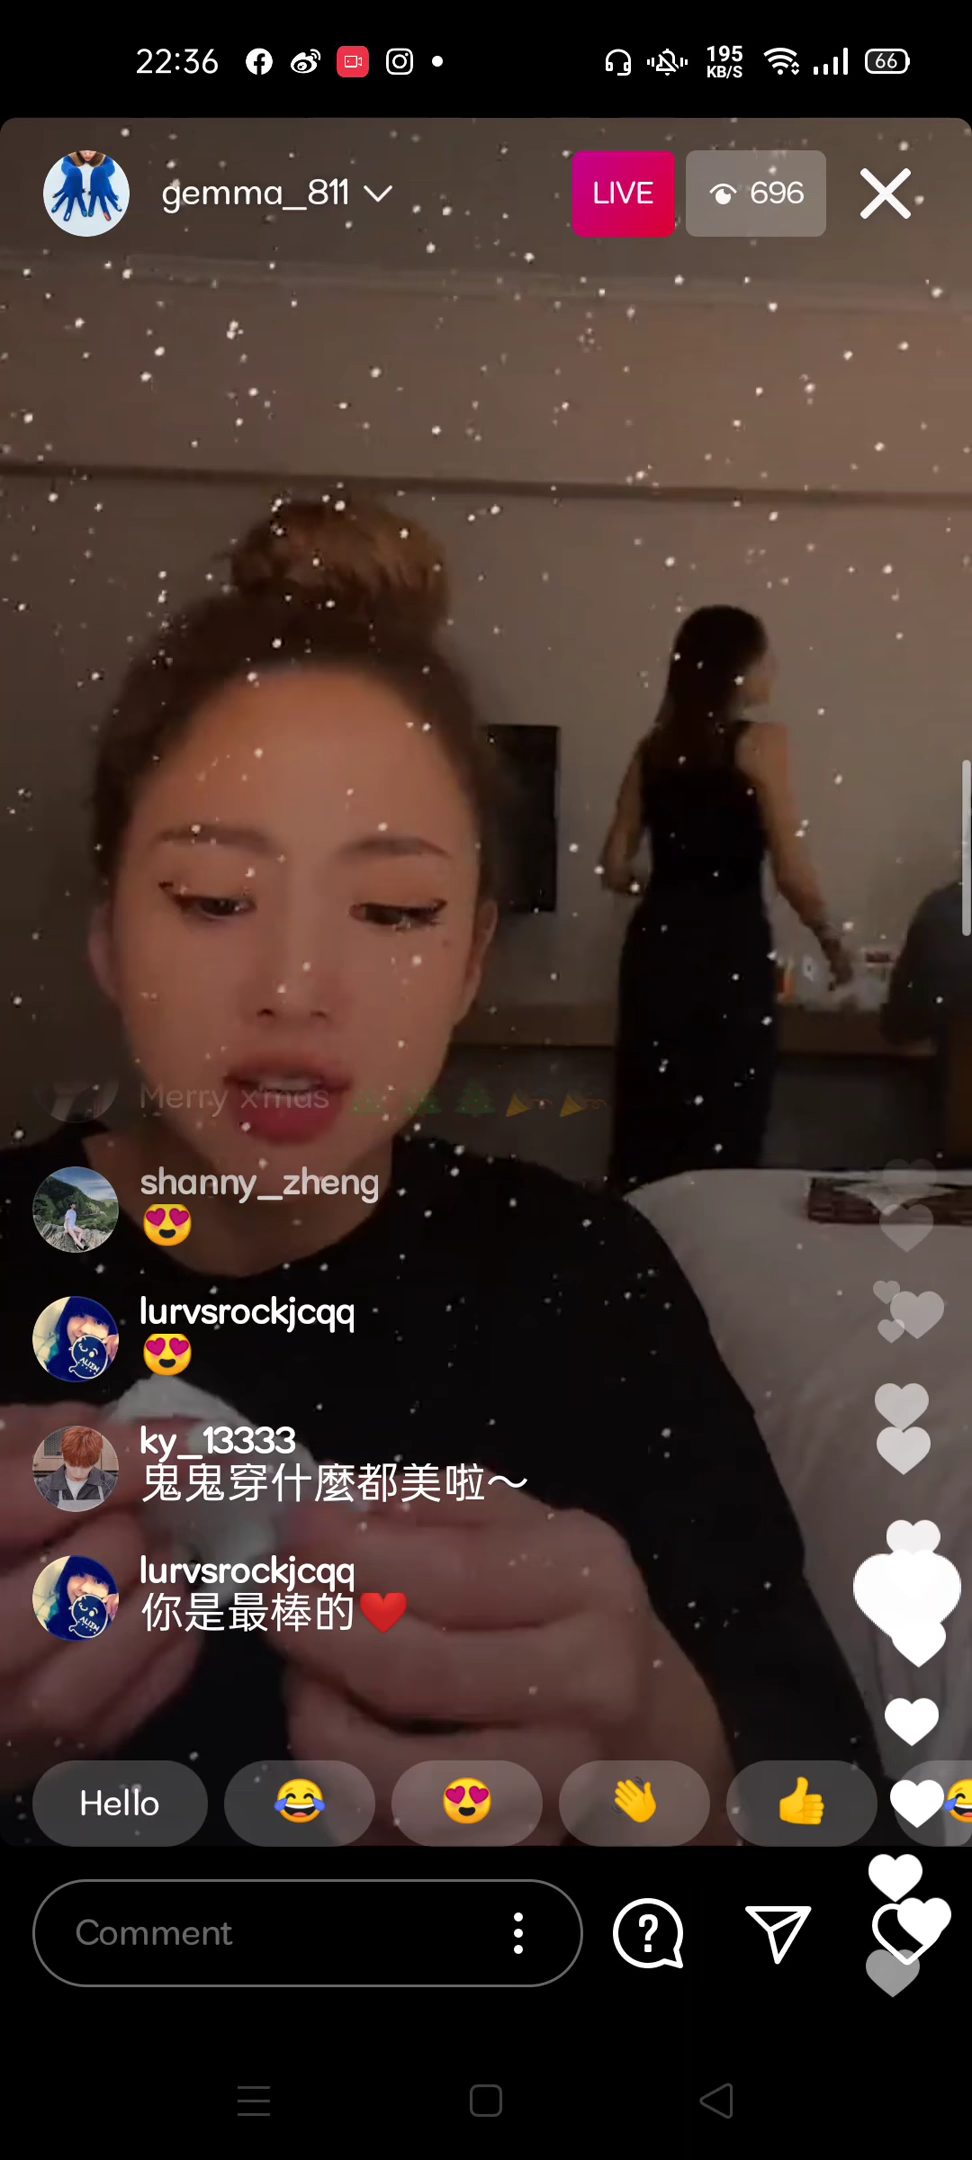 22:36
195
KB/S
66
gemma_811
LIVE
696
Merry x'mas 🎄🎄🎄🎉🎉
shanny_zheng
😍
lurvsrockjcqq
😍
ky_13333
鬼鬼穿什麼都美啦～
lurvsrockjcqq
你是最棒的❤️
Hello
😂
😍
👋
👍
😂
Comment